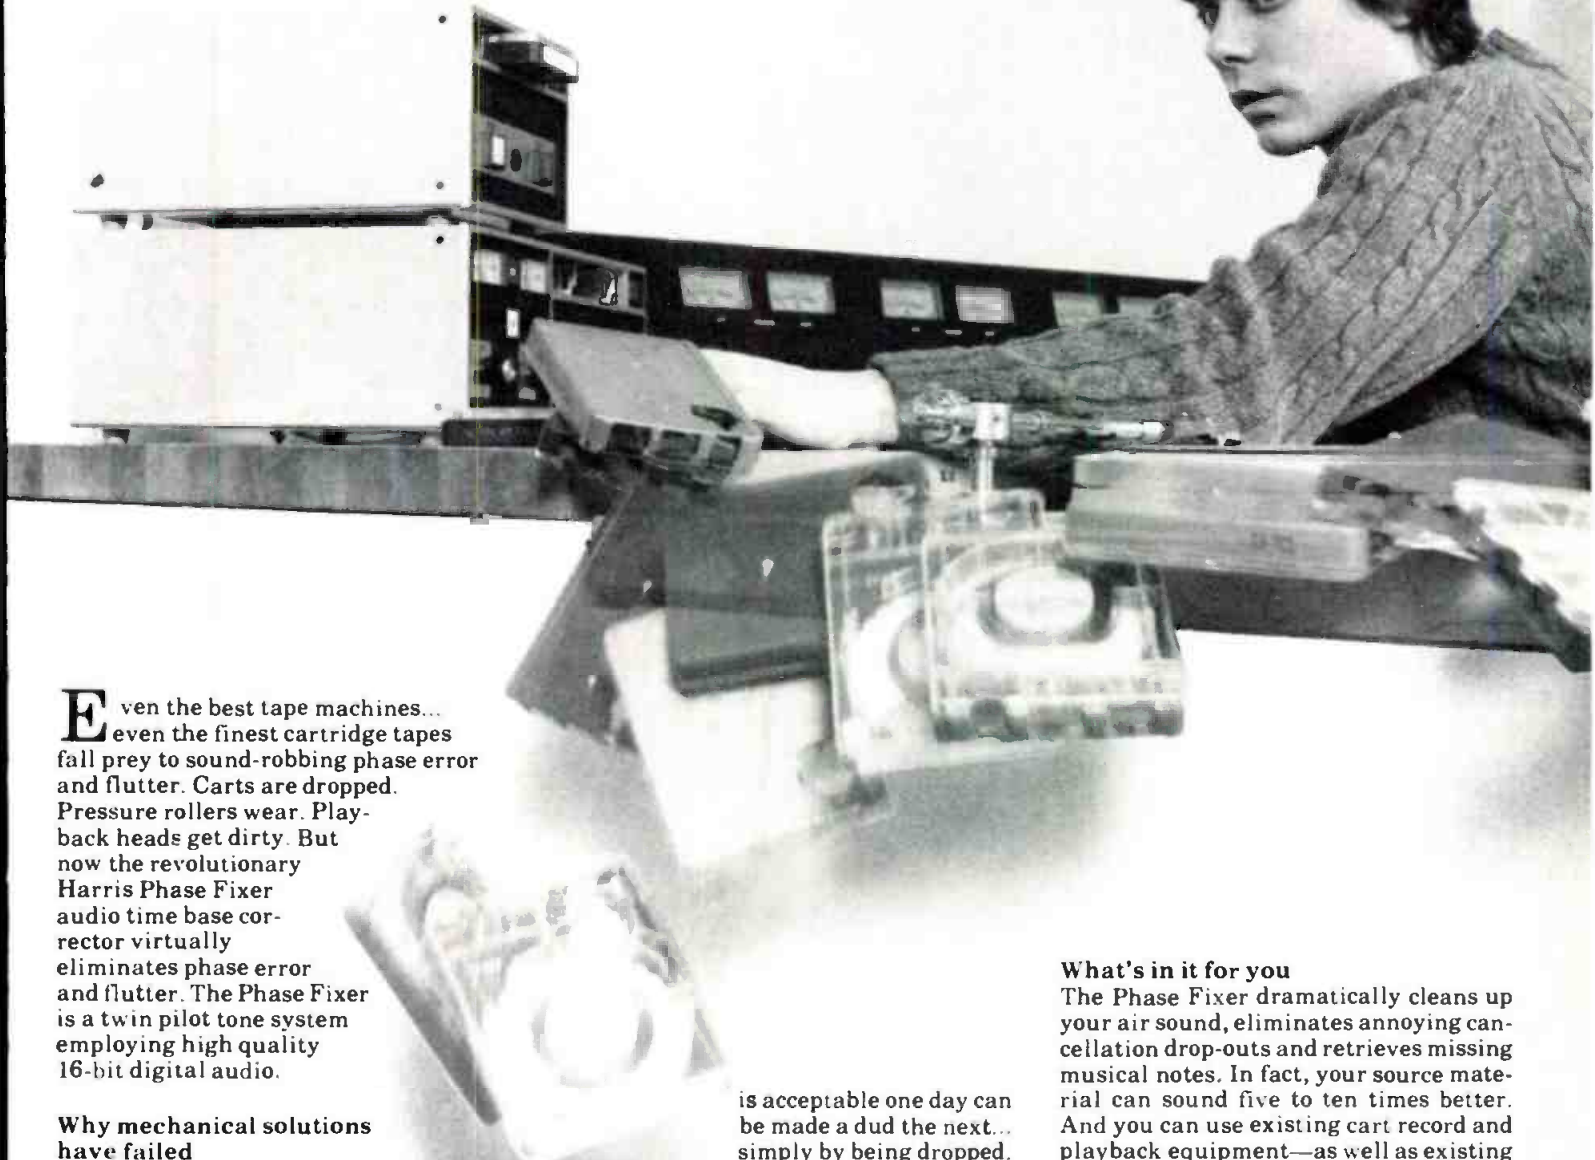 Even the best tape machines...
even the finest cartridge tapes
fall prey to sound-robbing phase error
and flutter. Carts are dropped.
Pressure rollers wear. Play-
back heads get dirty. But
now the revolutionary
Harris Phase Fixer
audio time base cor-
rector virtually
eliminates phase error
and flutter. The Phase Fixer
is a twin pilot tone system
employing high quality
16-bit digital audio.
Why mechanical solutions
have failed
is acceptable one day can
be made a dud the next...
simply by being dropped.
What's in it for you
The Phase Fixer dramatically cleans up
your air sound, eliminates annoying can-
cellation drop-outs and retrieves missing
musical notes. In fact, your source mate-
rial can sound five to ten times better.
And you can use existing cart record and
playback equipment—as well as existing